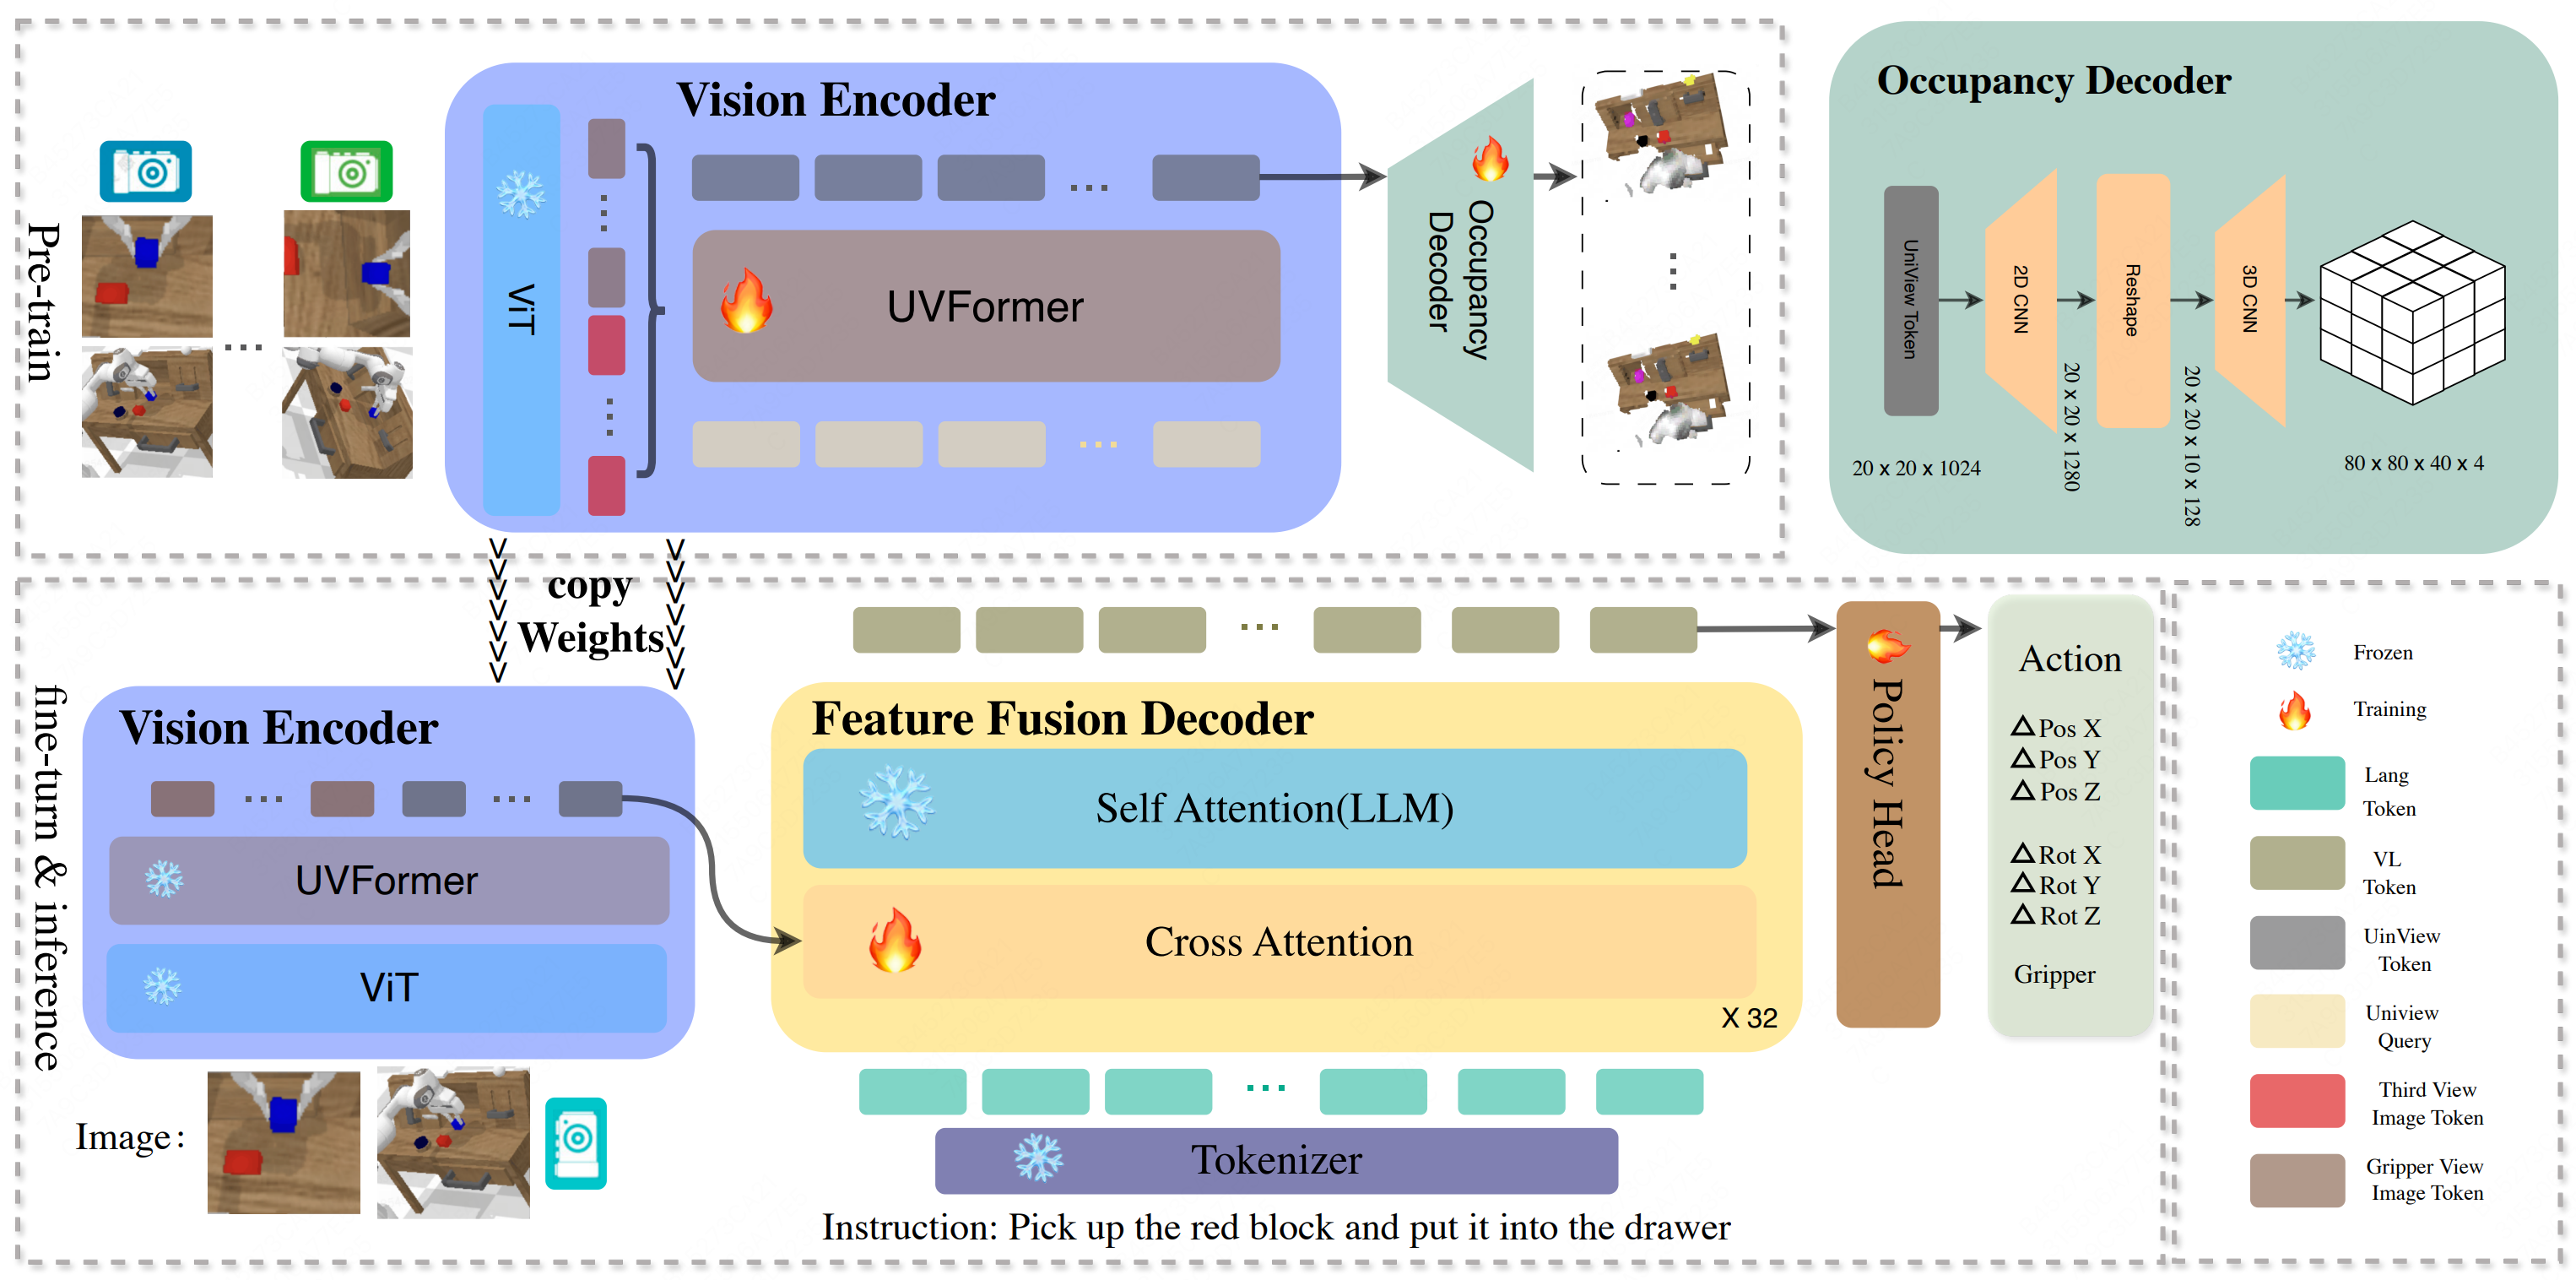 Pre-train
Vision Encoder
ViT
UVFormer
Occupancy
Decoder
Occupancy Decoder
UniView Token
2D CNN
Reshape
3D CNN
20 x 20 x 1024
20 x 20 x 1280
20 x 20 x 10 x 128
80 x 80 x 40 x 4
copy
Weights
fine-turn & inference
Vision Encoder
UVFormer
ViT
Image:
Feature Fusion Decoder
Self Attention(LLM)
Cross Attention
X 32
Tokenizer
Instruction: Pick up the red block and put it into the drawer
Policy Head
Action
△Pos X
△Pos Y
△Pos Z
△Rot X
△Rot Y
△Rot Z
Gripper
Frozen
Training
Lang
Token
VL
Token
UinView
Token
Uniview
Query
Third View
Image Token
Gripper View
Image Token